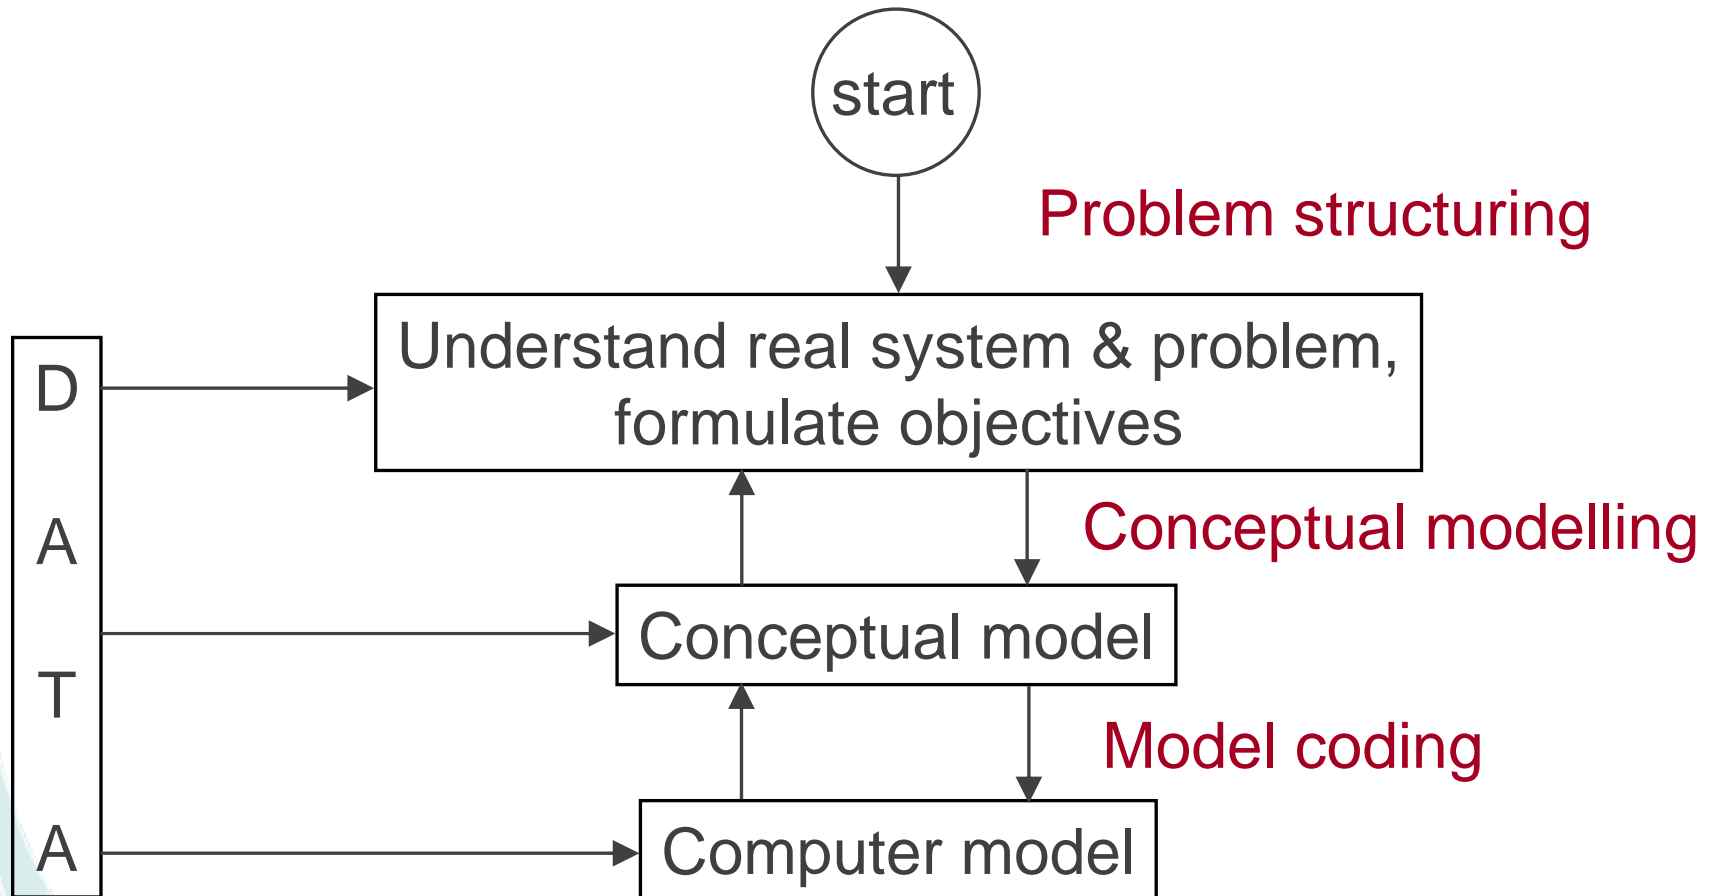 start
Problem structuring
Understand real system & problem,
formulate objectives
D
A
T
A
Conceptual modelling
Conceptual model
Model coding
Computer model